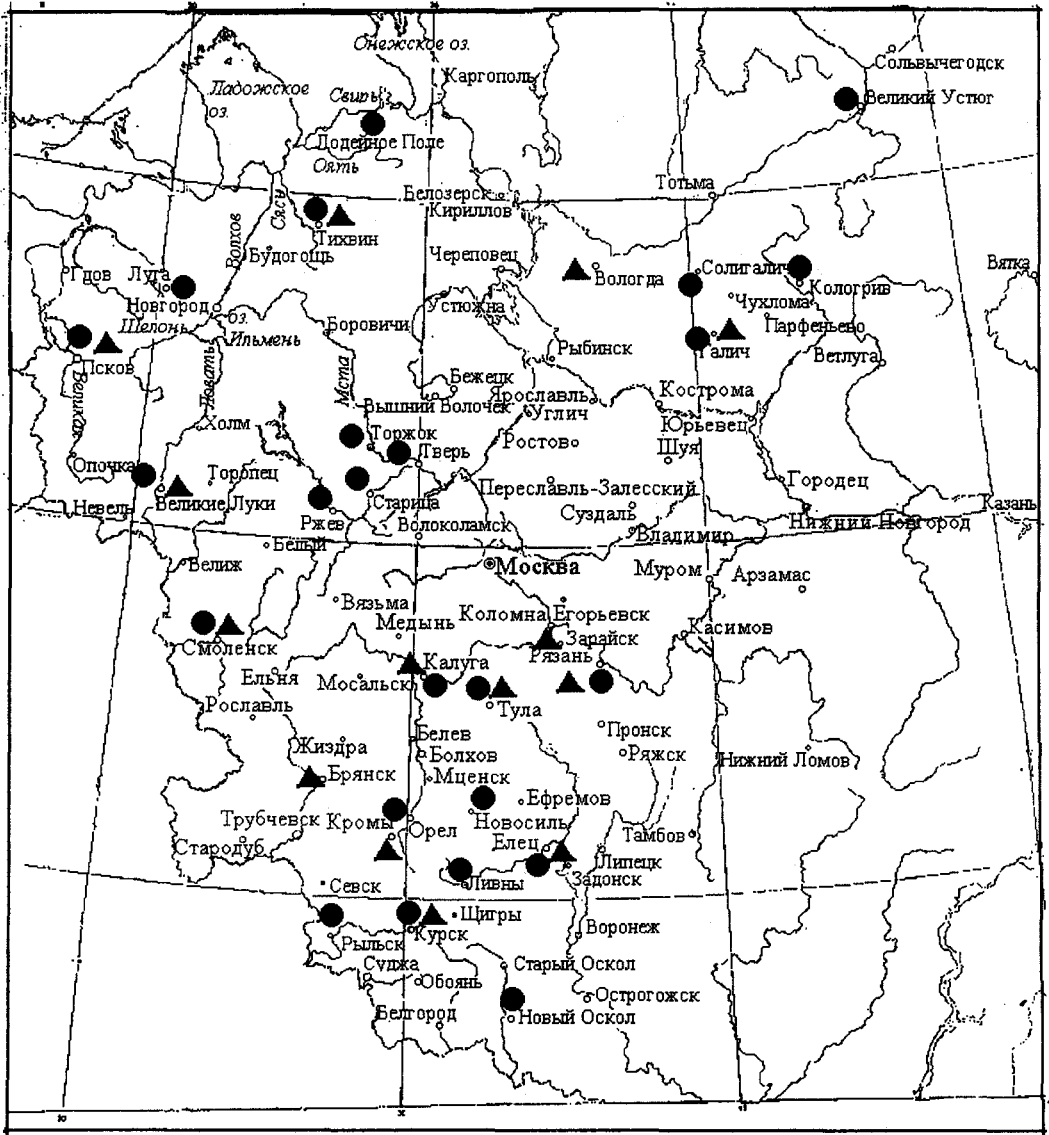 Онежское оз.
Сольвычегодск
Каргополь
Ладожское
оз.
Свирь
Великий Устюг
Лодейное Поле
Оять
Тотьма
Белозерск
Кириллов
Сясь
Тихвин
Волхов
Будогощь
Череповец
Вологда
Солигалич
Вятка
Гдов
Луга
Кологрив
Новгород
Устюжна
Чухлома
Шелонь
оз.
Ильмень
Боровичи
Парфеньево
Галич
Рыбинск
Ветлуга
Псков
Великая
Ловать
Мста
Бежецк
Вышний Волочек
Ярославль
Кострома
Углич
Юрьевец
Холм
Торжок
Ростов
Шуя
Тверь
Опочка
Торопец
Старица
Переславль-Залесский
Городец
Невель
Великие Луки
Ржев
Суздаль
Казань
Волоколамск
Владимир
Нижний Новгород
Белый
Велиж
Москва
Муром
Арзамас
Вязьма
Коломна
Егорьевск
Медынь
Зарайск
Касимов
Смоленск
Рязань
Калуга
Ельня
Мосальск
Рославль
Тула
Пронск
Белев
Жиздра
Болхов
Ряжск
Нижний Ломов
Брянск
Мценск
Ефремов
Трубчевск
Кромы
Орел
Новосиль
Тамбов
Стародуб
Елец
Липецк
Севск
Ливны
Задонск
Щигры
Рыльск
Курск
Воронеж
Суджа
Старый Оскол
Обоянь
Острогожск
Белгород
Новый Оскол